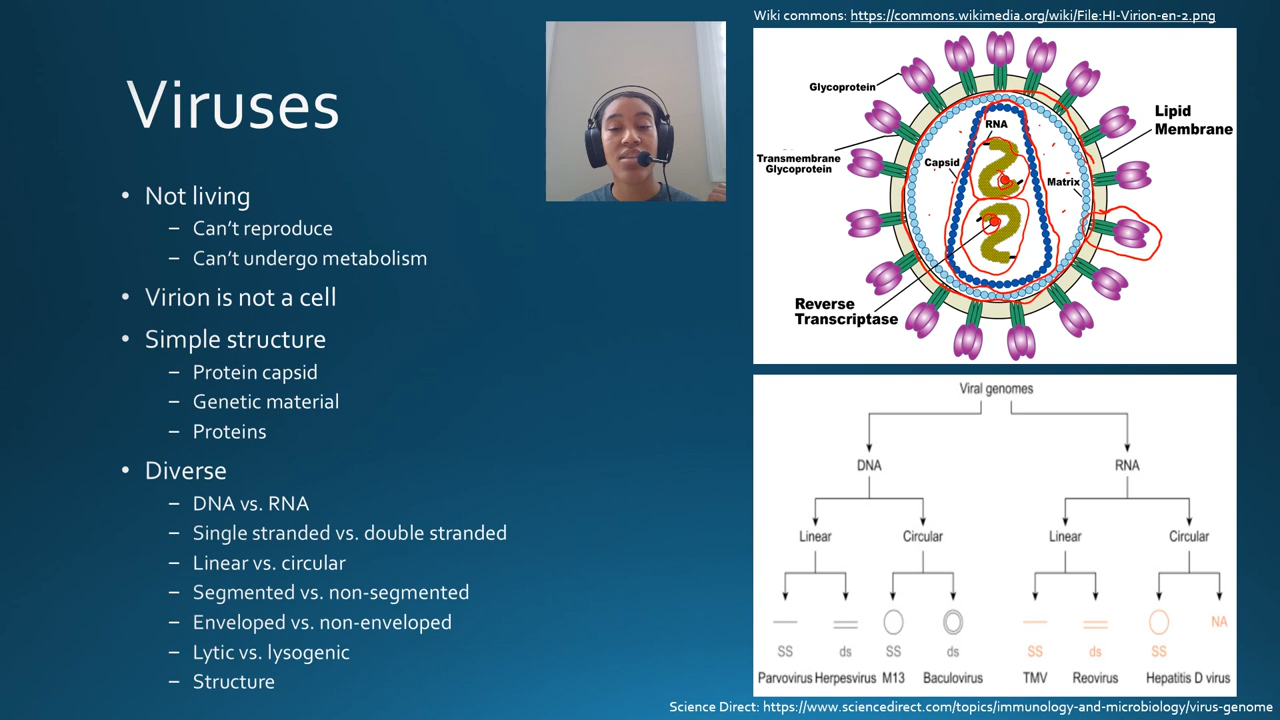 Wiki commons: https://commons.wikimedia.org/wiki/File:HI-Virion-en-2.png
Viruses
• Not living
– Can't reproduce
– Can't undergo metabolism
• Virion is not a cell
• Simple structure
– Protein capsid
– Genetic material
– Proteins
• Diverse
– DNA vs. RNA
– Single stranded vs. double stranded
– Linear vs. circular
– Segmented vs. non-segmented
– Enveloped vs. non-enveloped
– Lytic vs. lysogenic
– Structure
Glycoprotein
Lipid
Membrane
RNA
Transmembrane
Glycoprotein
Capsid
Matrix
Reverse
Transcriptase
Viral genomes
DNA RNA
Linear Circular Linear Circular
NA
SS ds SS ds SS ds SS
Parvovirus Herpesvirus M13 Baculovirus TMV Reovirus Hepatitis D virus
Science Direct: https://www.sciencedirect.com/topics/immunology-and-microbiology/virus-genome